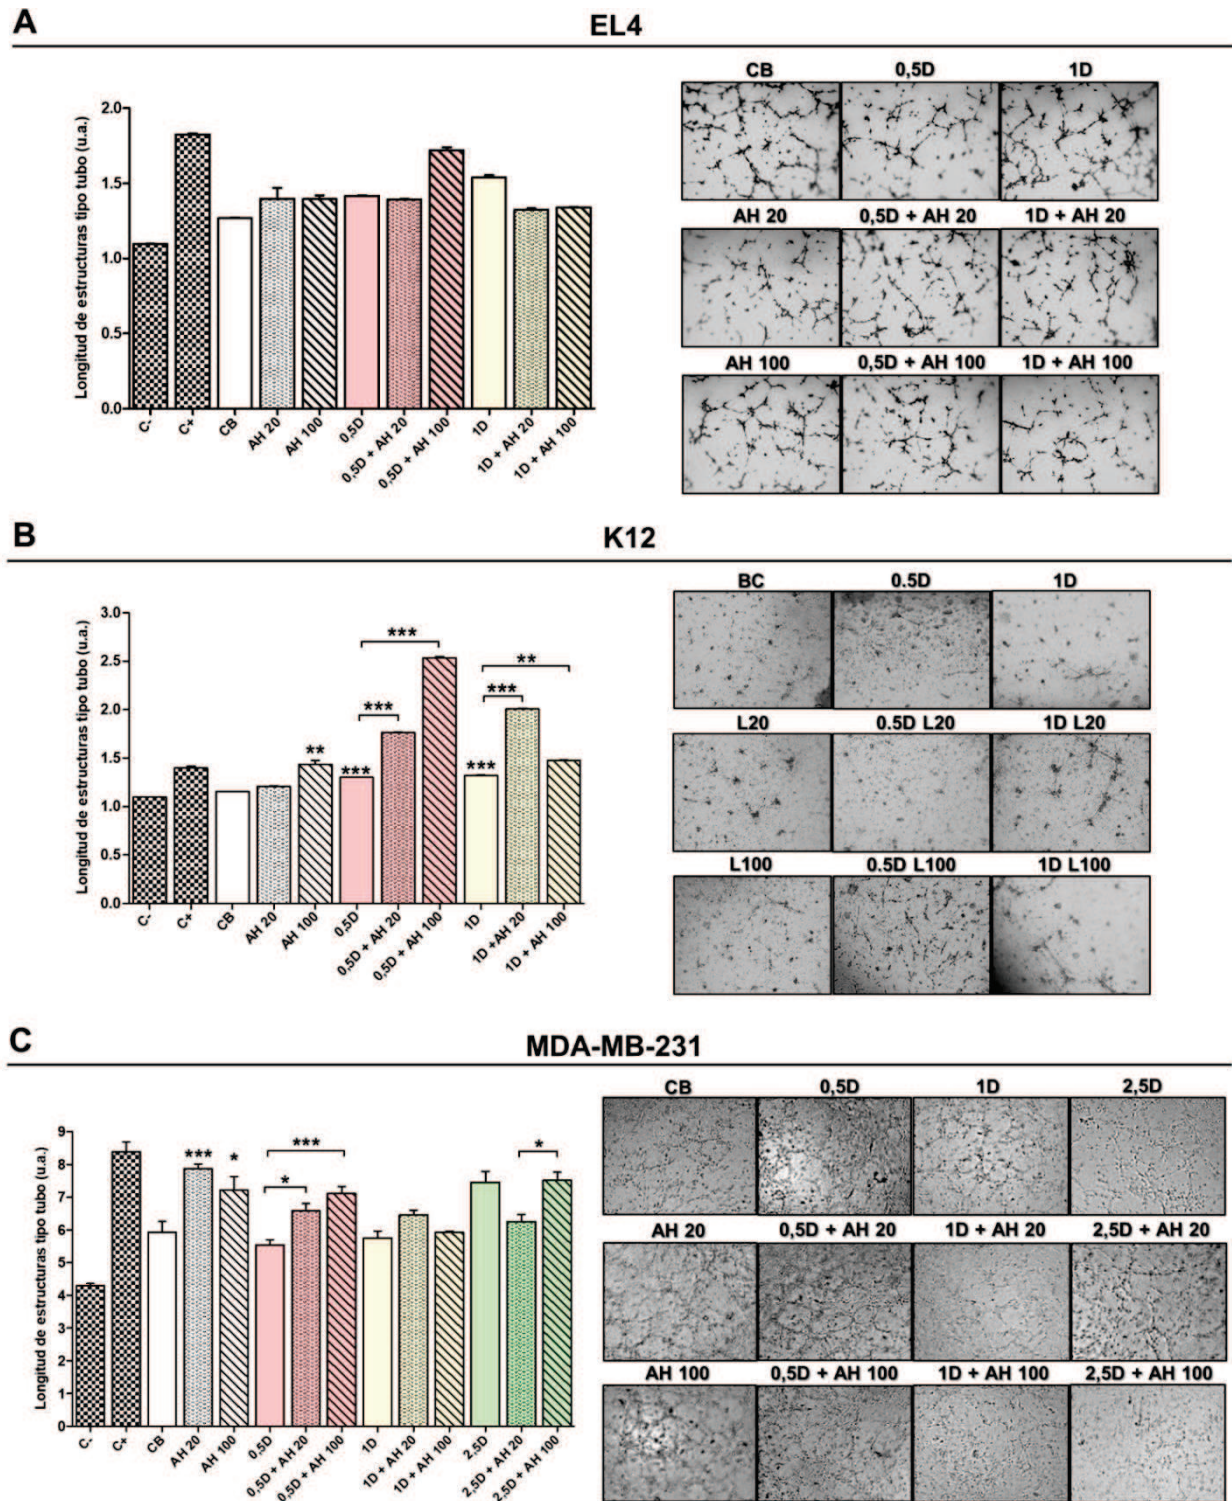 A
EL4
Longitud de estructuras tipo tubo (u.a.)
2.0
1.5
1.0
0.5
0.0
C-
C+
CB
AH 20
AH 100
0,5D
0,5D + AH 20
0,5D + AH 100
1D
1D + AH 20
1D + AH 100
CB 0,5D 1D
AH 20 0,5D + AH 20 1D + AH 20
AH 100 0,5D + AH 100 1D + AH 100
B
K12
Longitud de estructuras tipo tubo (u.a.)
3.0
2.5
2.0
1.5
1.0
0.5
0.0
*** **
*** ***
** *** ***
C-
C+
CB
AH 20
AH 100
0,5D
0,5D + AH 20
0,5D + AH 100
1D
1D +AH 20
1D + AH 100
BC 0.5D 1D
L20 0.5D L20 1D L20
L100 0.5D L100 1D L100
C
MDA-MB-231
Longitud de estructuras tipo tubo (u.a.)
9
8
7
6
5
4
3
2
1
0
*** * *** *
*
C-
C+
CB
AH 20
AH 100
0,5D
0,5D + AH 20
0,5D + AH 100
1D
1D + AH 20
1D + AH 100
2,5D
2,5D + AH 20
2,5D + AH 100
CB 0,5D 1D 2,5D
AH 20 0,5D + AH 20 1D + AH 20 2,5D + AH 20
AH 100 0,5D + AH 100 1D + AH 100 2,5D + AH 100